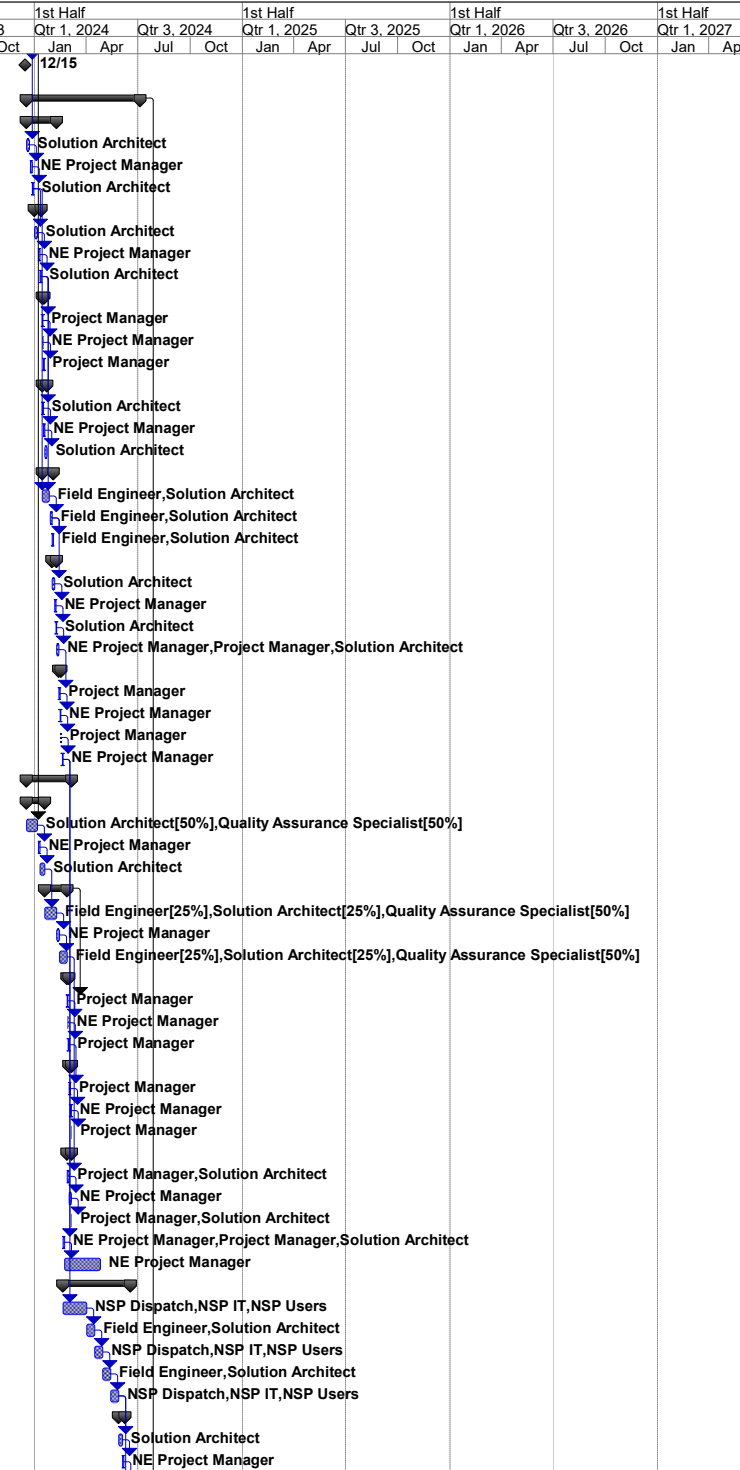 1st Half 1st Half 1st Half 1st Half
3 Qtr 1, 2024 Qtr 3, 2024 Qtr 1, 2025 Qtr 3, 2025 Qtr 1, 2026 Qtr 3, 2026 Qtr 1, 2027
Oct Jan Apr Jul Oct Jan Apr Jul Oct Jan Apr Jul Oct Jan Ap
12/15
Solution Architect
NE Project Manager
Solution Architect
Solution Architect
NE Project Manager
Solution Architect
Project Manager
NE Project Manager
Project Manager
Solution Architect
NE Project Manager
Solution Architect
Field Engineer,Solution Architect
Field Engineer,Solution Architect
Field Engineer,Solution Architect
Solution Architect
NE Project Manager
Solution Architect
NE Project Manager,Project Manager,Solution Architect
Project Manager
NE Project Manager
Project Manager
NE Project Manager
Solution Architect[50%],Quality Assurance Specialist[50%]
NE Project Manager
Solution Architect
Field Engineer[25%],Solution Architect[25%],Quality Assurance Specialist[50%]
NE Project Manager
Field Engineer[25%],Solution Architect[25%],Quality Assurance Specialist[50%]
Project Manager
NE Project Manager
Project Manager
Project Manager
NE Project Manager
Project Manager
Project Manager,Solution Architect
NE Project Manager
Project Manager,Solution Architect
NE Project Manager,Project Manager,Solution Architect
NE Project Manager
NSP Dispatch,NSP IT,NSP Users
Field Engineer,Solution Architect
NSP Dispatch,NSP IT,NSP Users
Field Engineer,Solution Architect
NSP Dispatch,NSP IT,NSP Users
Solution Architect
NE Project Manager